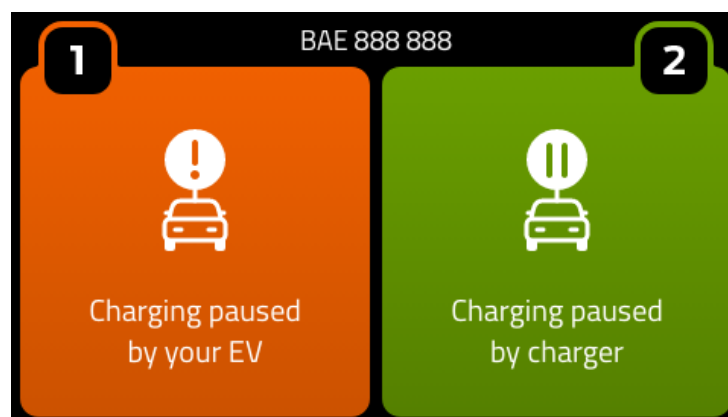 BAE 888 888
1
2
Charging paused
by your EV
Charging paused
by charger